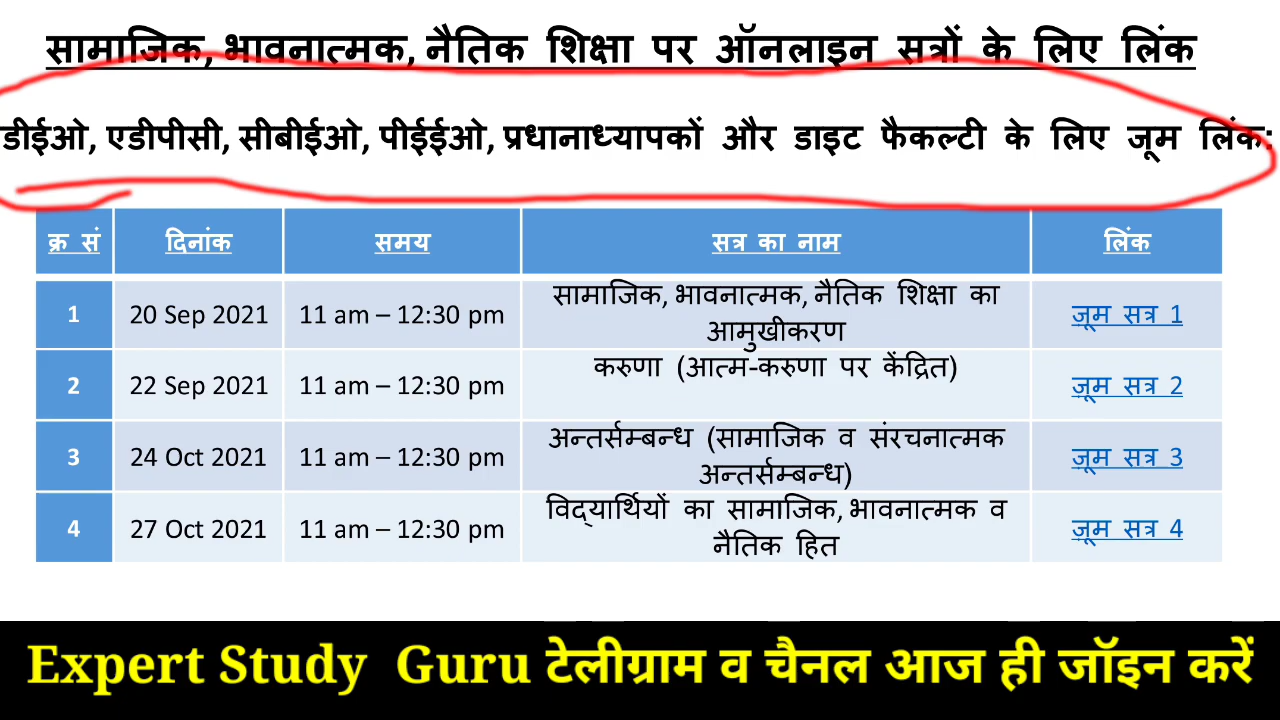 सामाजिक, भावनात्मक, नैतिक शिक्षा पर ऑनलाइन सत्रों के लिए लिंक
डीईओ, एडीपीसी, सीबीईओ, पीईईओ, प्रधानाध्यापकों और डाइट फैकल्टी के लिए जूम लिंक:
क्र सं दिनांक समय सत्र का नाम लिंक
1 20 Sep 2021 11 am – 12:30 pm सामाजिक, भावनात्मक, नैतिक शिक्षा का
आमुखीकरण ज़ूम सत्र 1
2 22 Sep 2021 11 am – 12:30 pm करुणा (आत्म-करुणा पर केंद्रित) ज़ूम सत्र 2
3 24 Oct 2021 11 am – 12:30 pm अन्तर्सम्बन्ध (सामाजिक व संरचनात्मक
अन्तर्सम्बन्ध) ज़ूम सत्र 3
4 27 Oct 2021 11 am – 12:30 pm विद्यार्थियों का सामाजिक, भावनात्मक व
नैतिक हित ज़ूम सत्र 4
Expert Study Guru टेलीग्राम व चैनल आज ही जॉइन करें